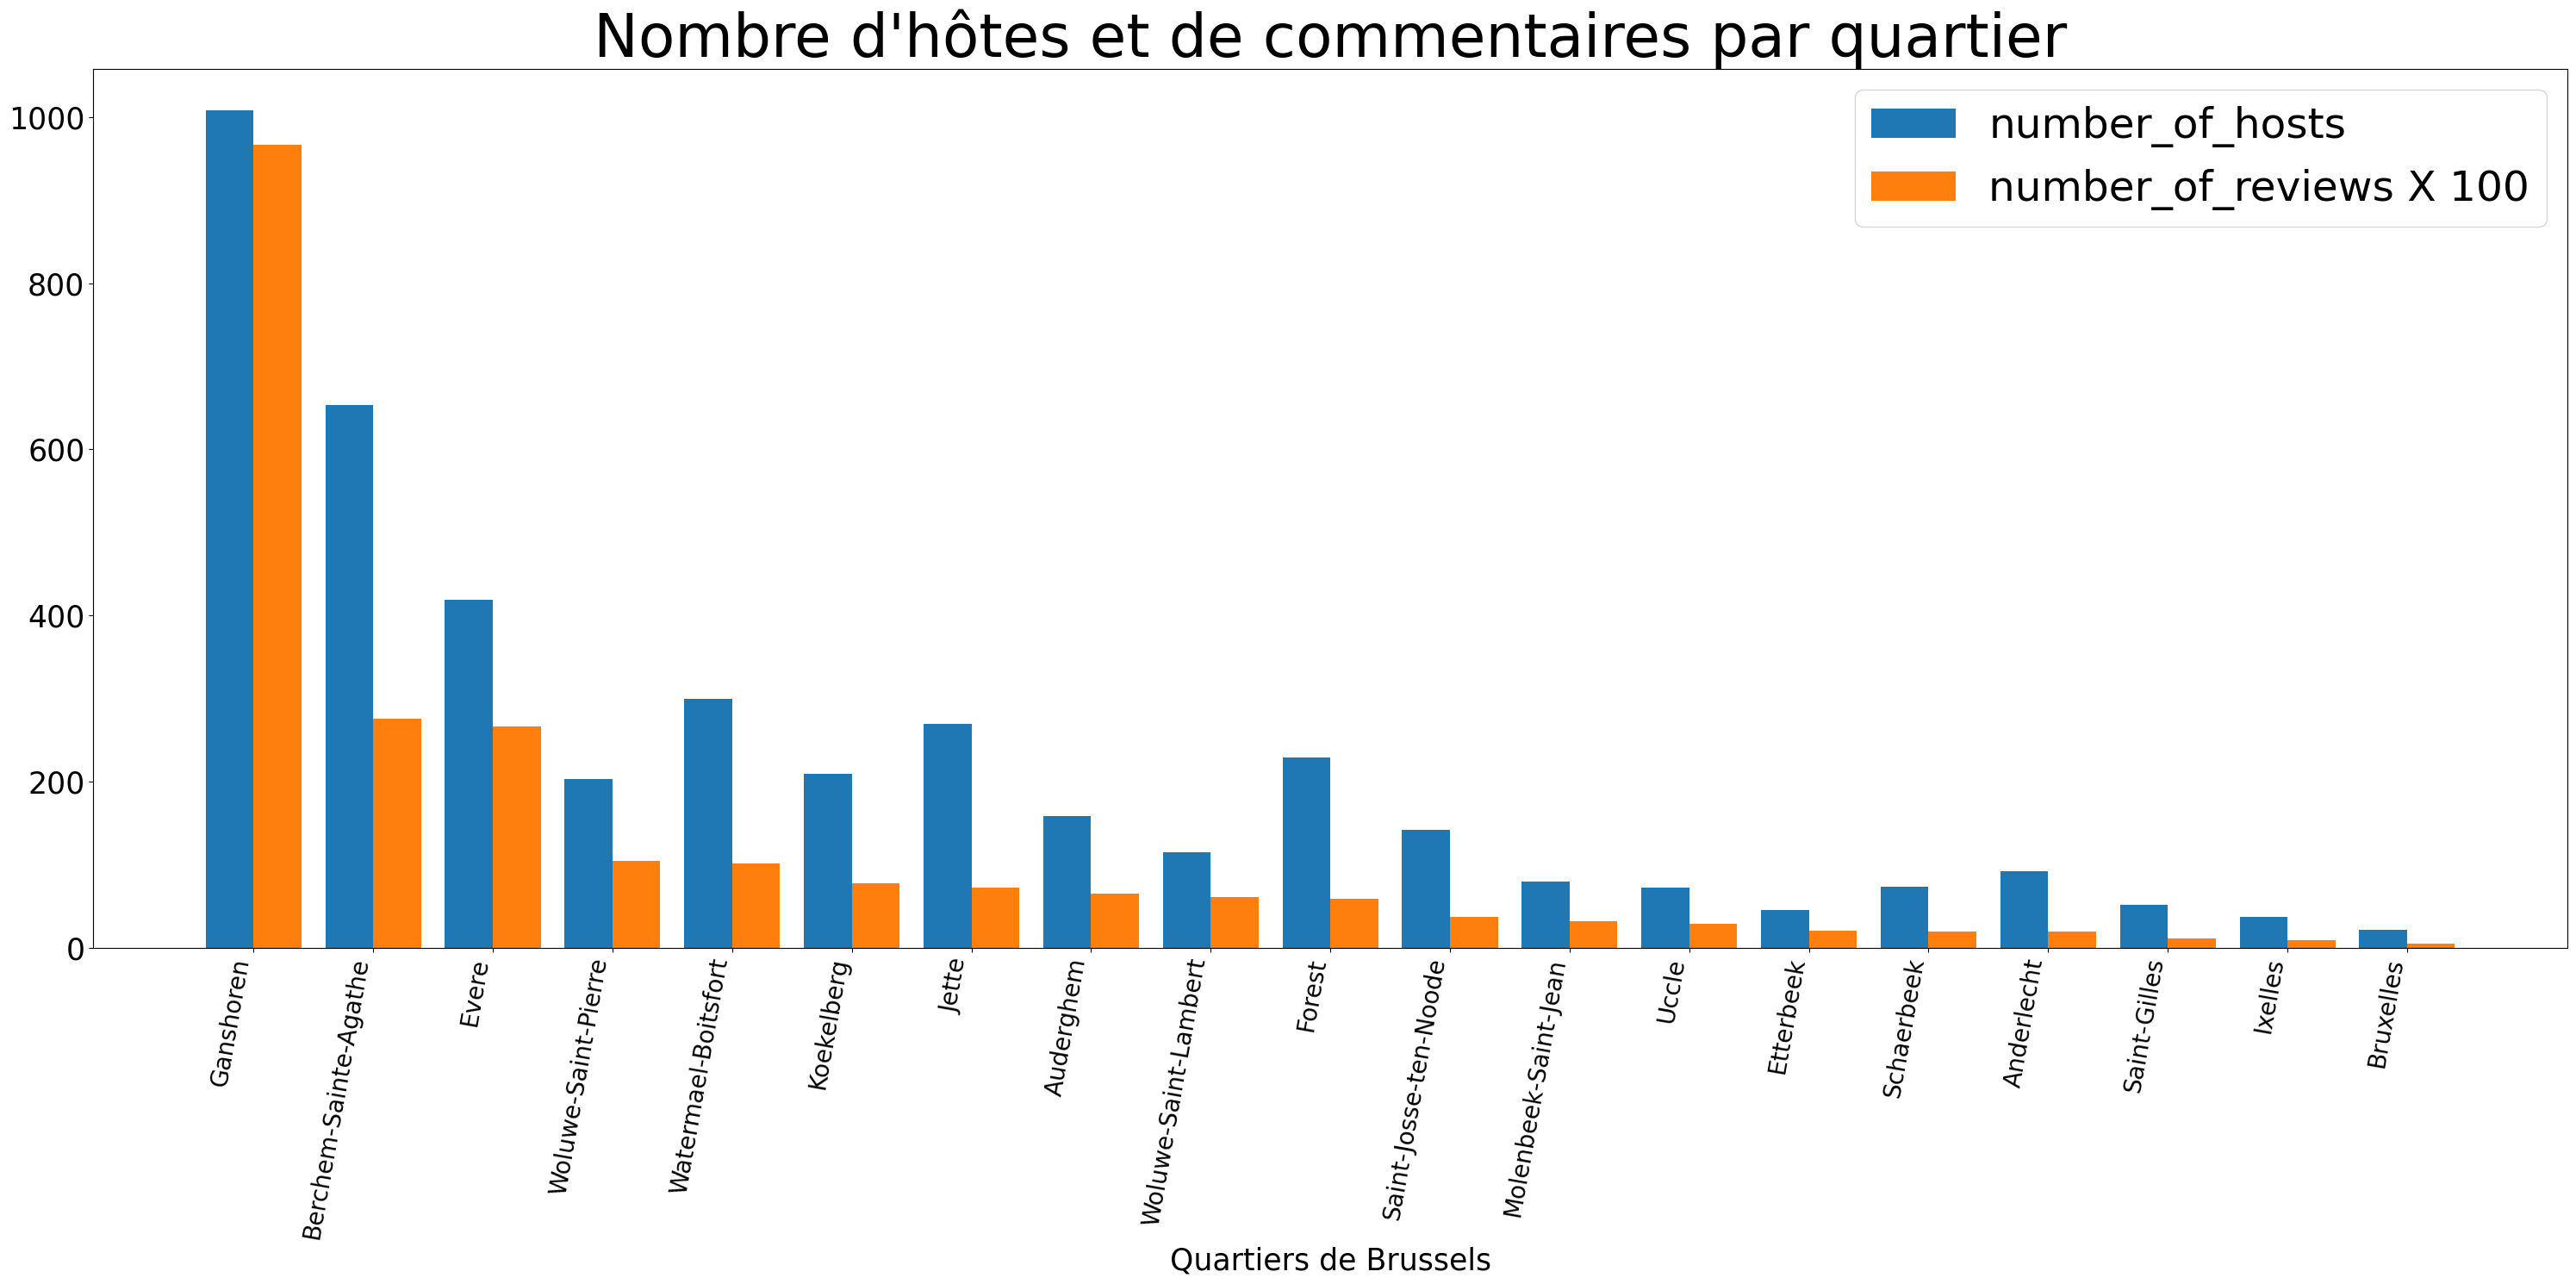 Nombre d'hôtes et de commentaires par quartier
number_of_hosts
number_of_reviews X 100
1000
800
600
400
200
0
Ganshoren
Berchem-Sainte-Agathe
Evere
Woluwe-Saint-Pierre
Watermael-Boitsfort
Koekelberg
Jette
Auderghem
Woluwe-Saint-Lambert
Forest
Saint-Josse-ten-Noode
Molenbeek-Saint-Jean
Uccle
Etterbeek
Schaerbeek
Anderlecht
Saint-Gilles
Ixelles
Bruxelles
Quartiers de Brussels